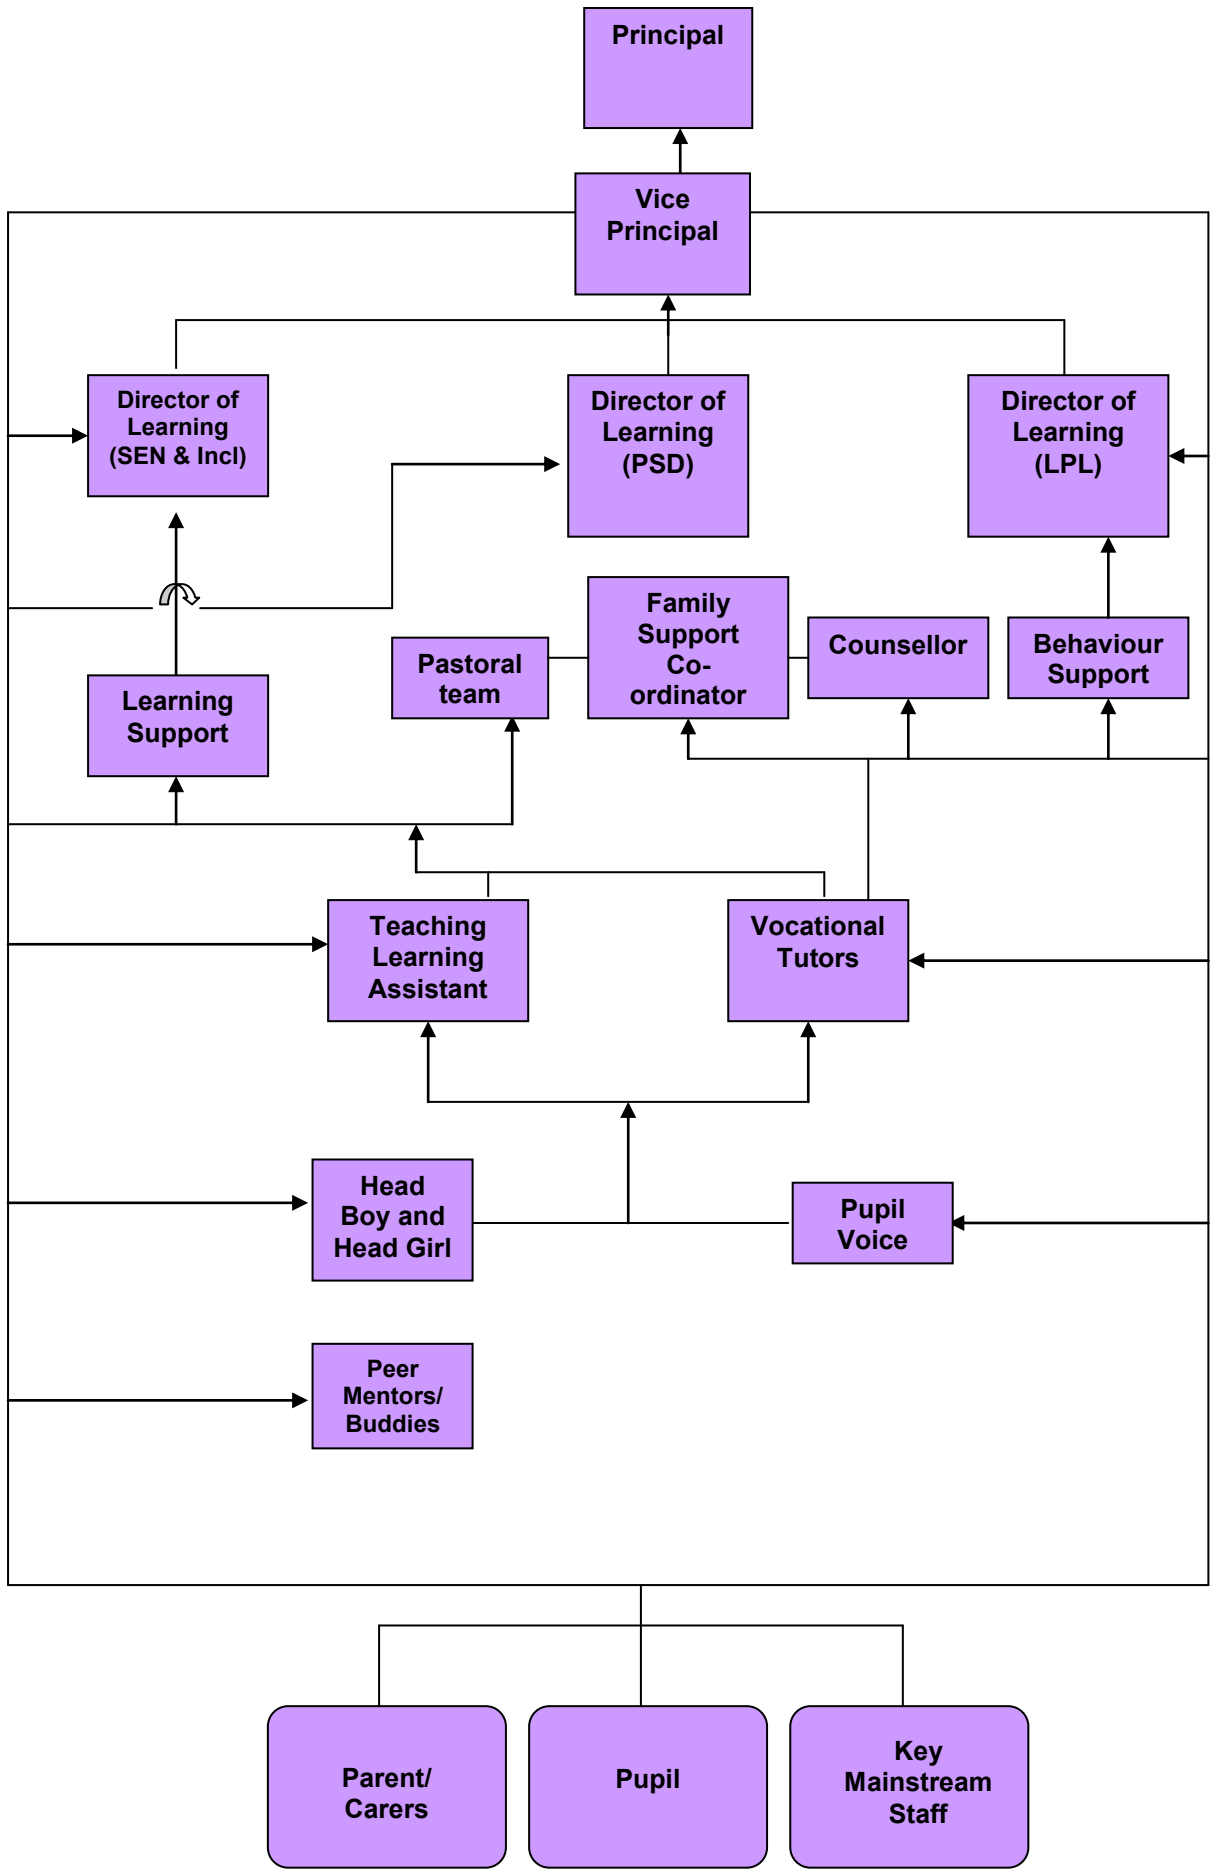 Principal
Vice
Principal
Director of
Learning
(SEN & Incl)
Director of
Learning
(PSD)
Director of
Learning
(LPL)
Family
Support
Co-
ordinator
Counsellor
Behaviour
Support
Pastoral
team
Learning
Support
Teaching
Learning
Assistant
Vocational
Tutors
Head
Boy and
Head Girl
Pupil
Voice
Peer
Mentors/
Buddies
Parent/
Carers
Pupil
Key
Mainstream
Staff